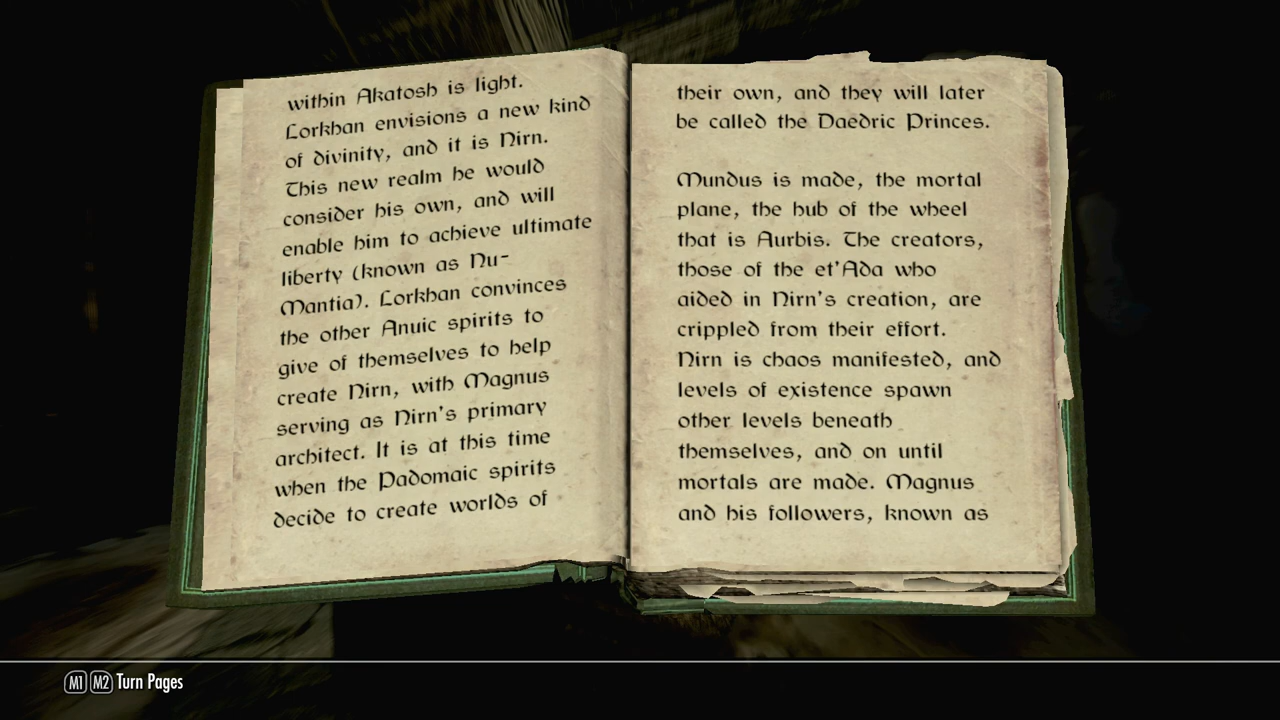 within Akatosh is light.
Lorkhan envisions a new kind
of divinity, and it is Nirn.
This new realm he would
consider his own, and will
enable him to achieve ultimate
liberty (known as Nu-
Mantia). Lorkhan convinces
the other Anuic spirits to
give of themselves to help
create Nirn, with Magnus
serving as Nirn's primary
architect. It is at this time
when the Padomaic spirits
decide to create worlds of
their own, and they will later
be called the Daedric Princes.
Mundus is made, the mortal
plane, the hub of the wheel
that is Aurbis. The creators,
those of the et'Ada who
aided in Nirn's creation, are
crippled from their effort.
Nirn is chaos manifested, and
levels of existence spawn
other levels beneath
themselves, and on until
mortals are made. Magnus
and his followers, known as
M1 M2 Turn Pages